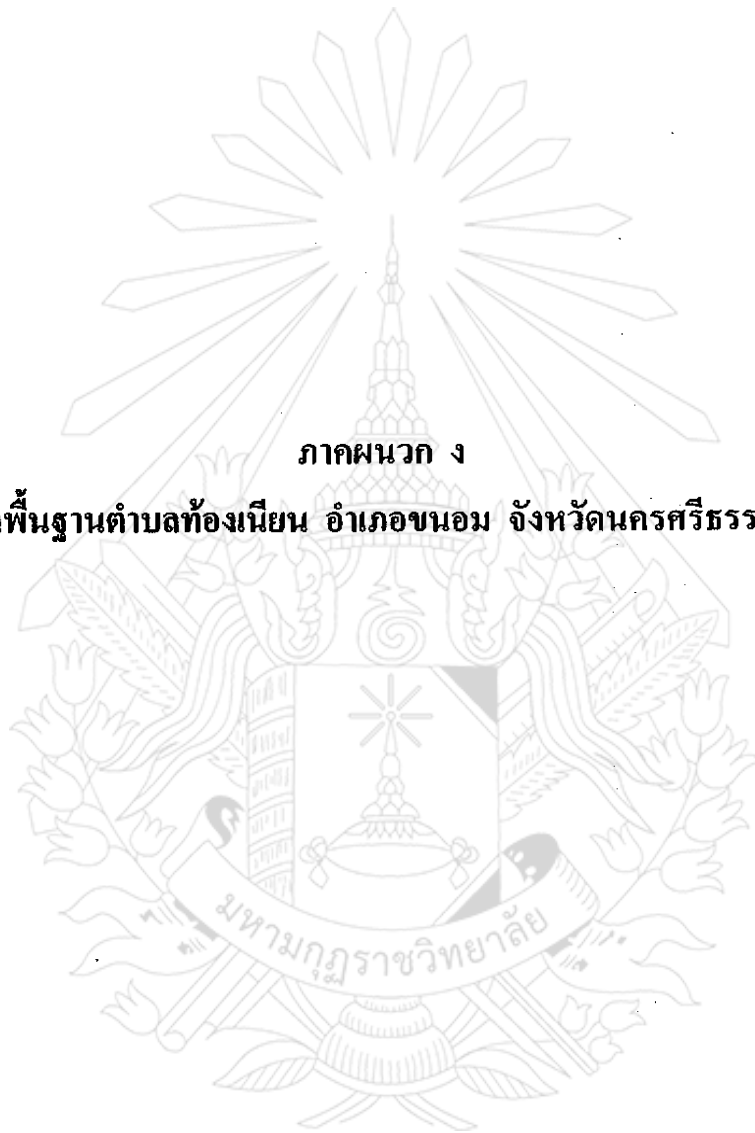 ภาคผนวก ง
พื้นฐานตำบลท้องเนียน อำเภอขนอม จังหวัดนครศรีธรร
มหามกุฏราชวิทยาลัย